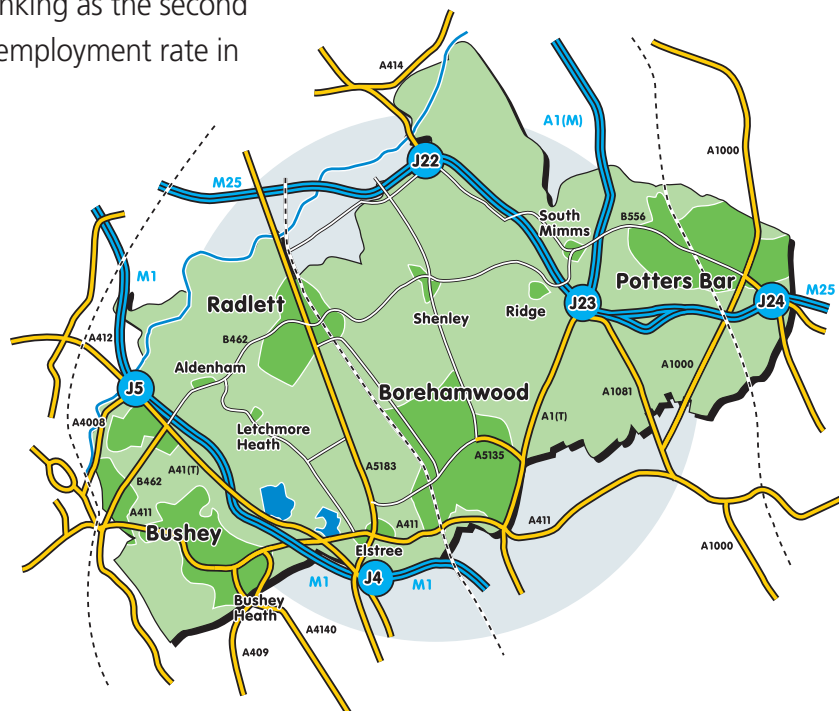 nking as the second
employment rate in
A414
A1(M)
A1000
J22
M25
South
Mimms
B556
M1
Potters Bar
Radlett
J23
J24
M25
Ridge
Shenley
A412
B462
Aldenham
A1000
J5
Borehamwood
A1081
A4008
A1(T)
Letchmore
Heath
A5135
B462
A41(T)
A5183
A411
Bushey
A411
A411
Elstree
A1000
M1
J4
M1
Bushey
Heath
A4140
A409